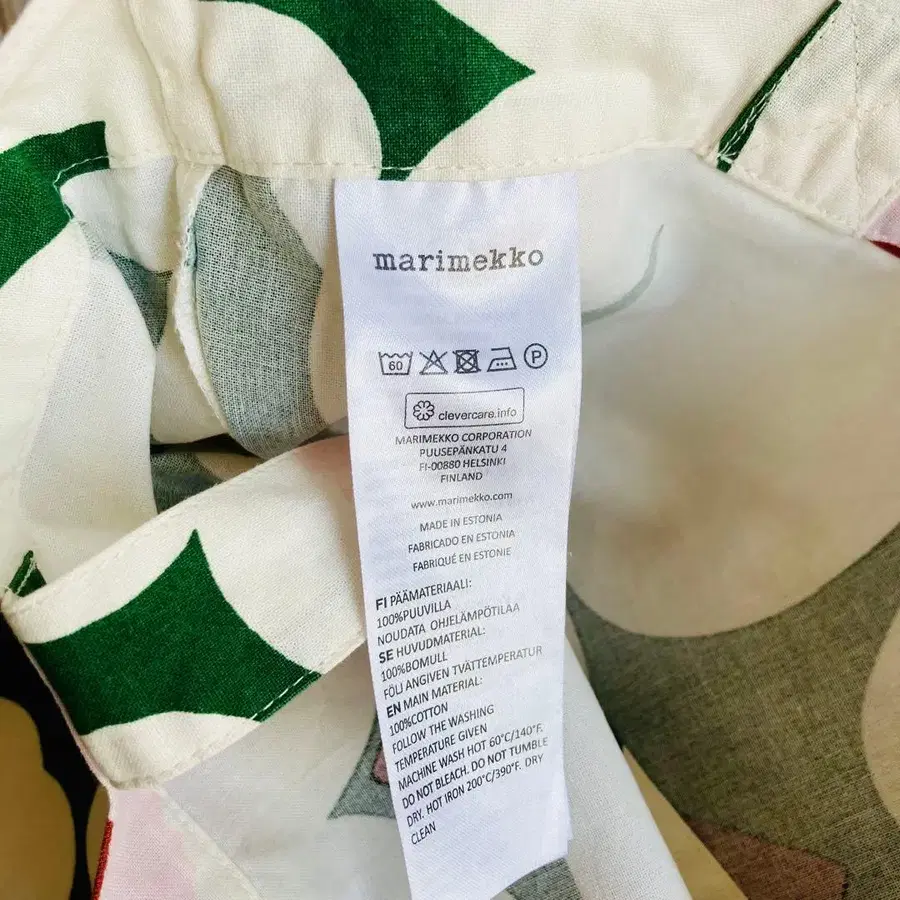 marimekko
60 P
clevercare.info
MARIMEKKO CORPORATION
PUUSEPÄNKATU 4
FI-00880 HELSINKI
FINLAND
www.marimekko.com
MADE IN ESTONIA
FABRICADO EN ESTONIA
FABRIQUÉ EN ESTONIE
FI PÄÄMATERIAALI:
100%PUUVILLA
NOUDATA OHJELÄMPÖTILAA
SE HUVUDMATERIAL:
100%BOMULL
FÖLJ ANGIVEN TVÄTTEMPERATUR
EN MAIN MATERIAL:
100%COTTON
FOLLOW THE WASHING
TEMPERATURE GIVEN
MACHINE WASH HOT 60°C/140°F.
DO NOT BLEACH. DO NOT TUMBLE
DRY. HOT IRON 200°C/390°F. DRY
CLEAN